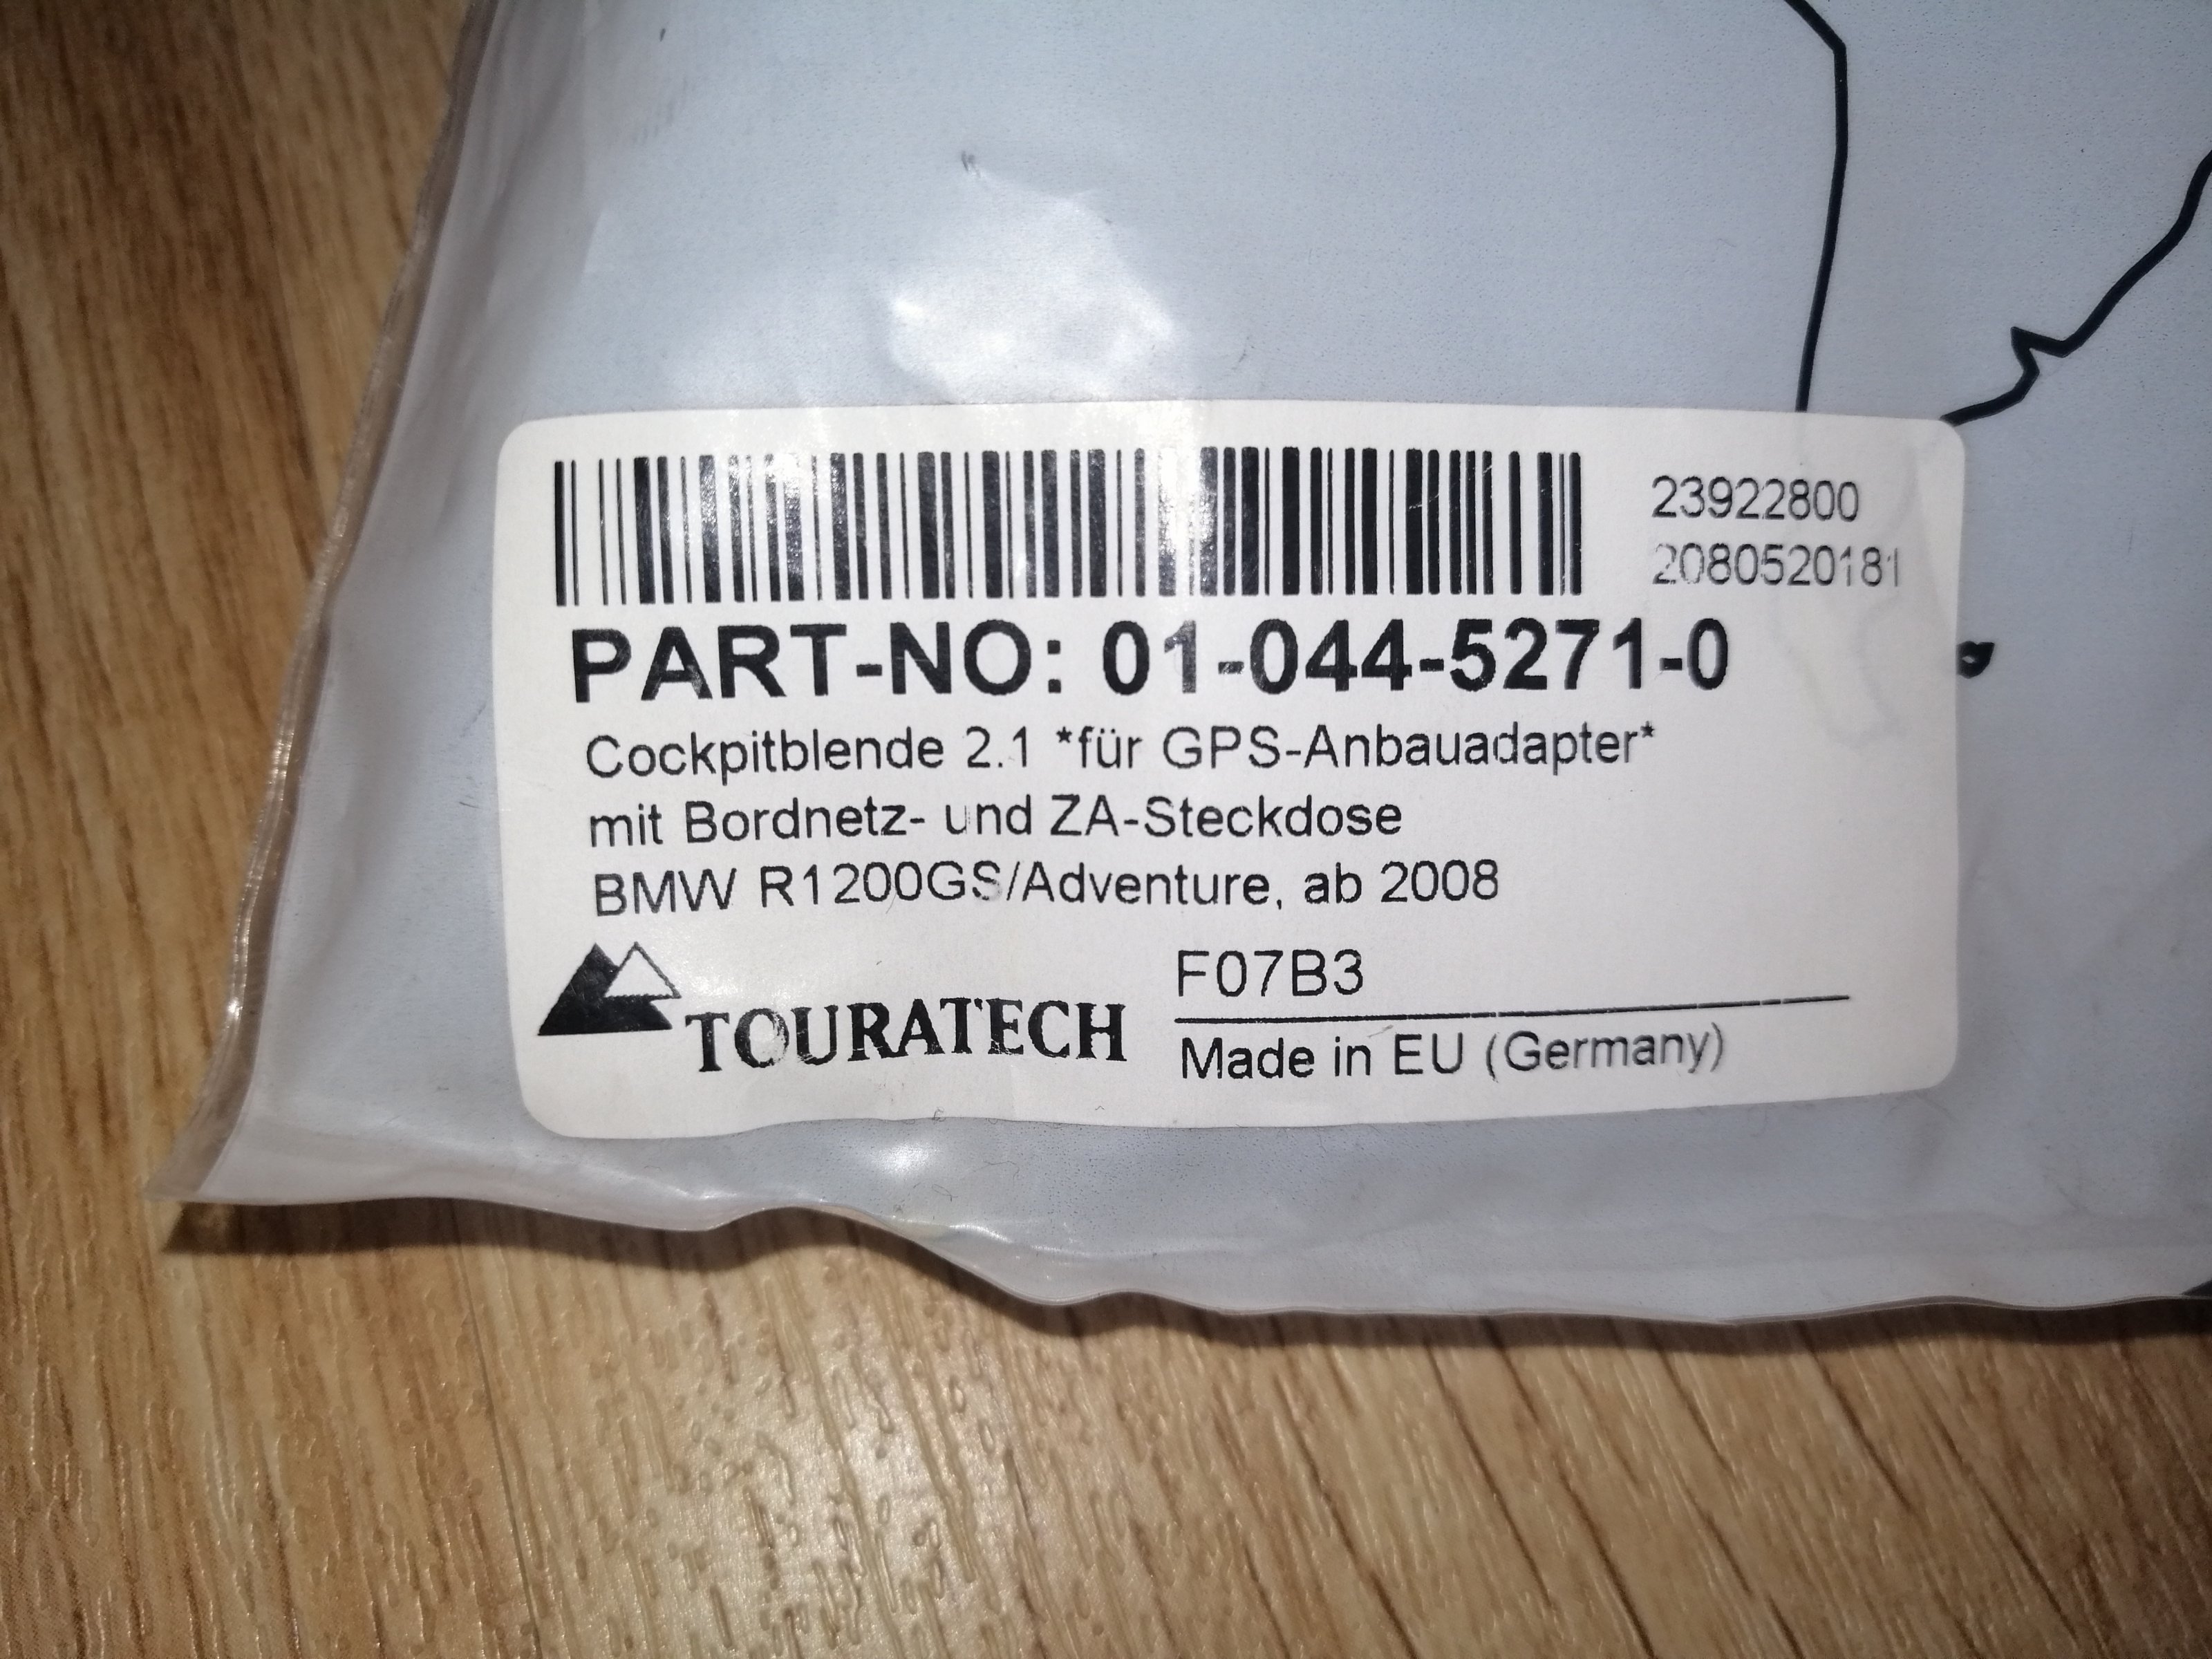 23922800
2080520181
PART-NO: 01-044-5271-0
Cockpitblende 2.1 *für GPS-Anbauadapter*
mit Bordnetz- und ZA-Steckdose
BMW R1200GS/Adventure, ab 2008
TOURATECH
F07B3
Made in EU (Germany)